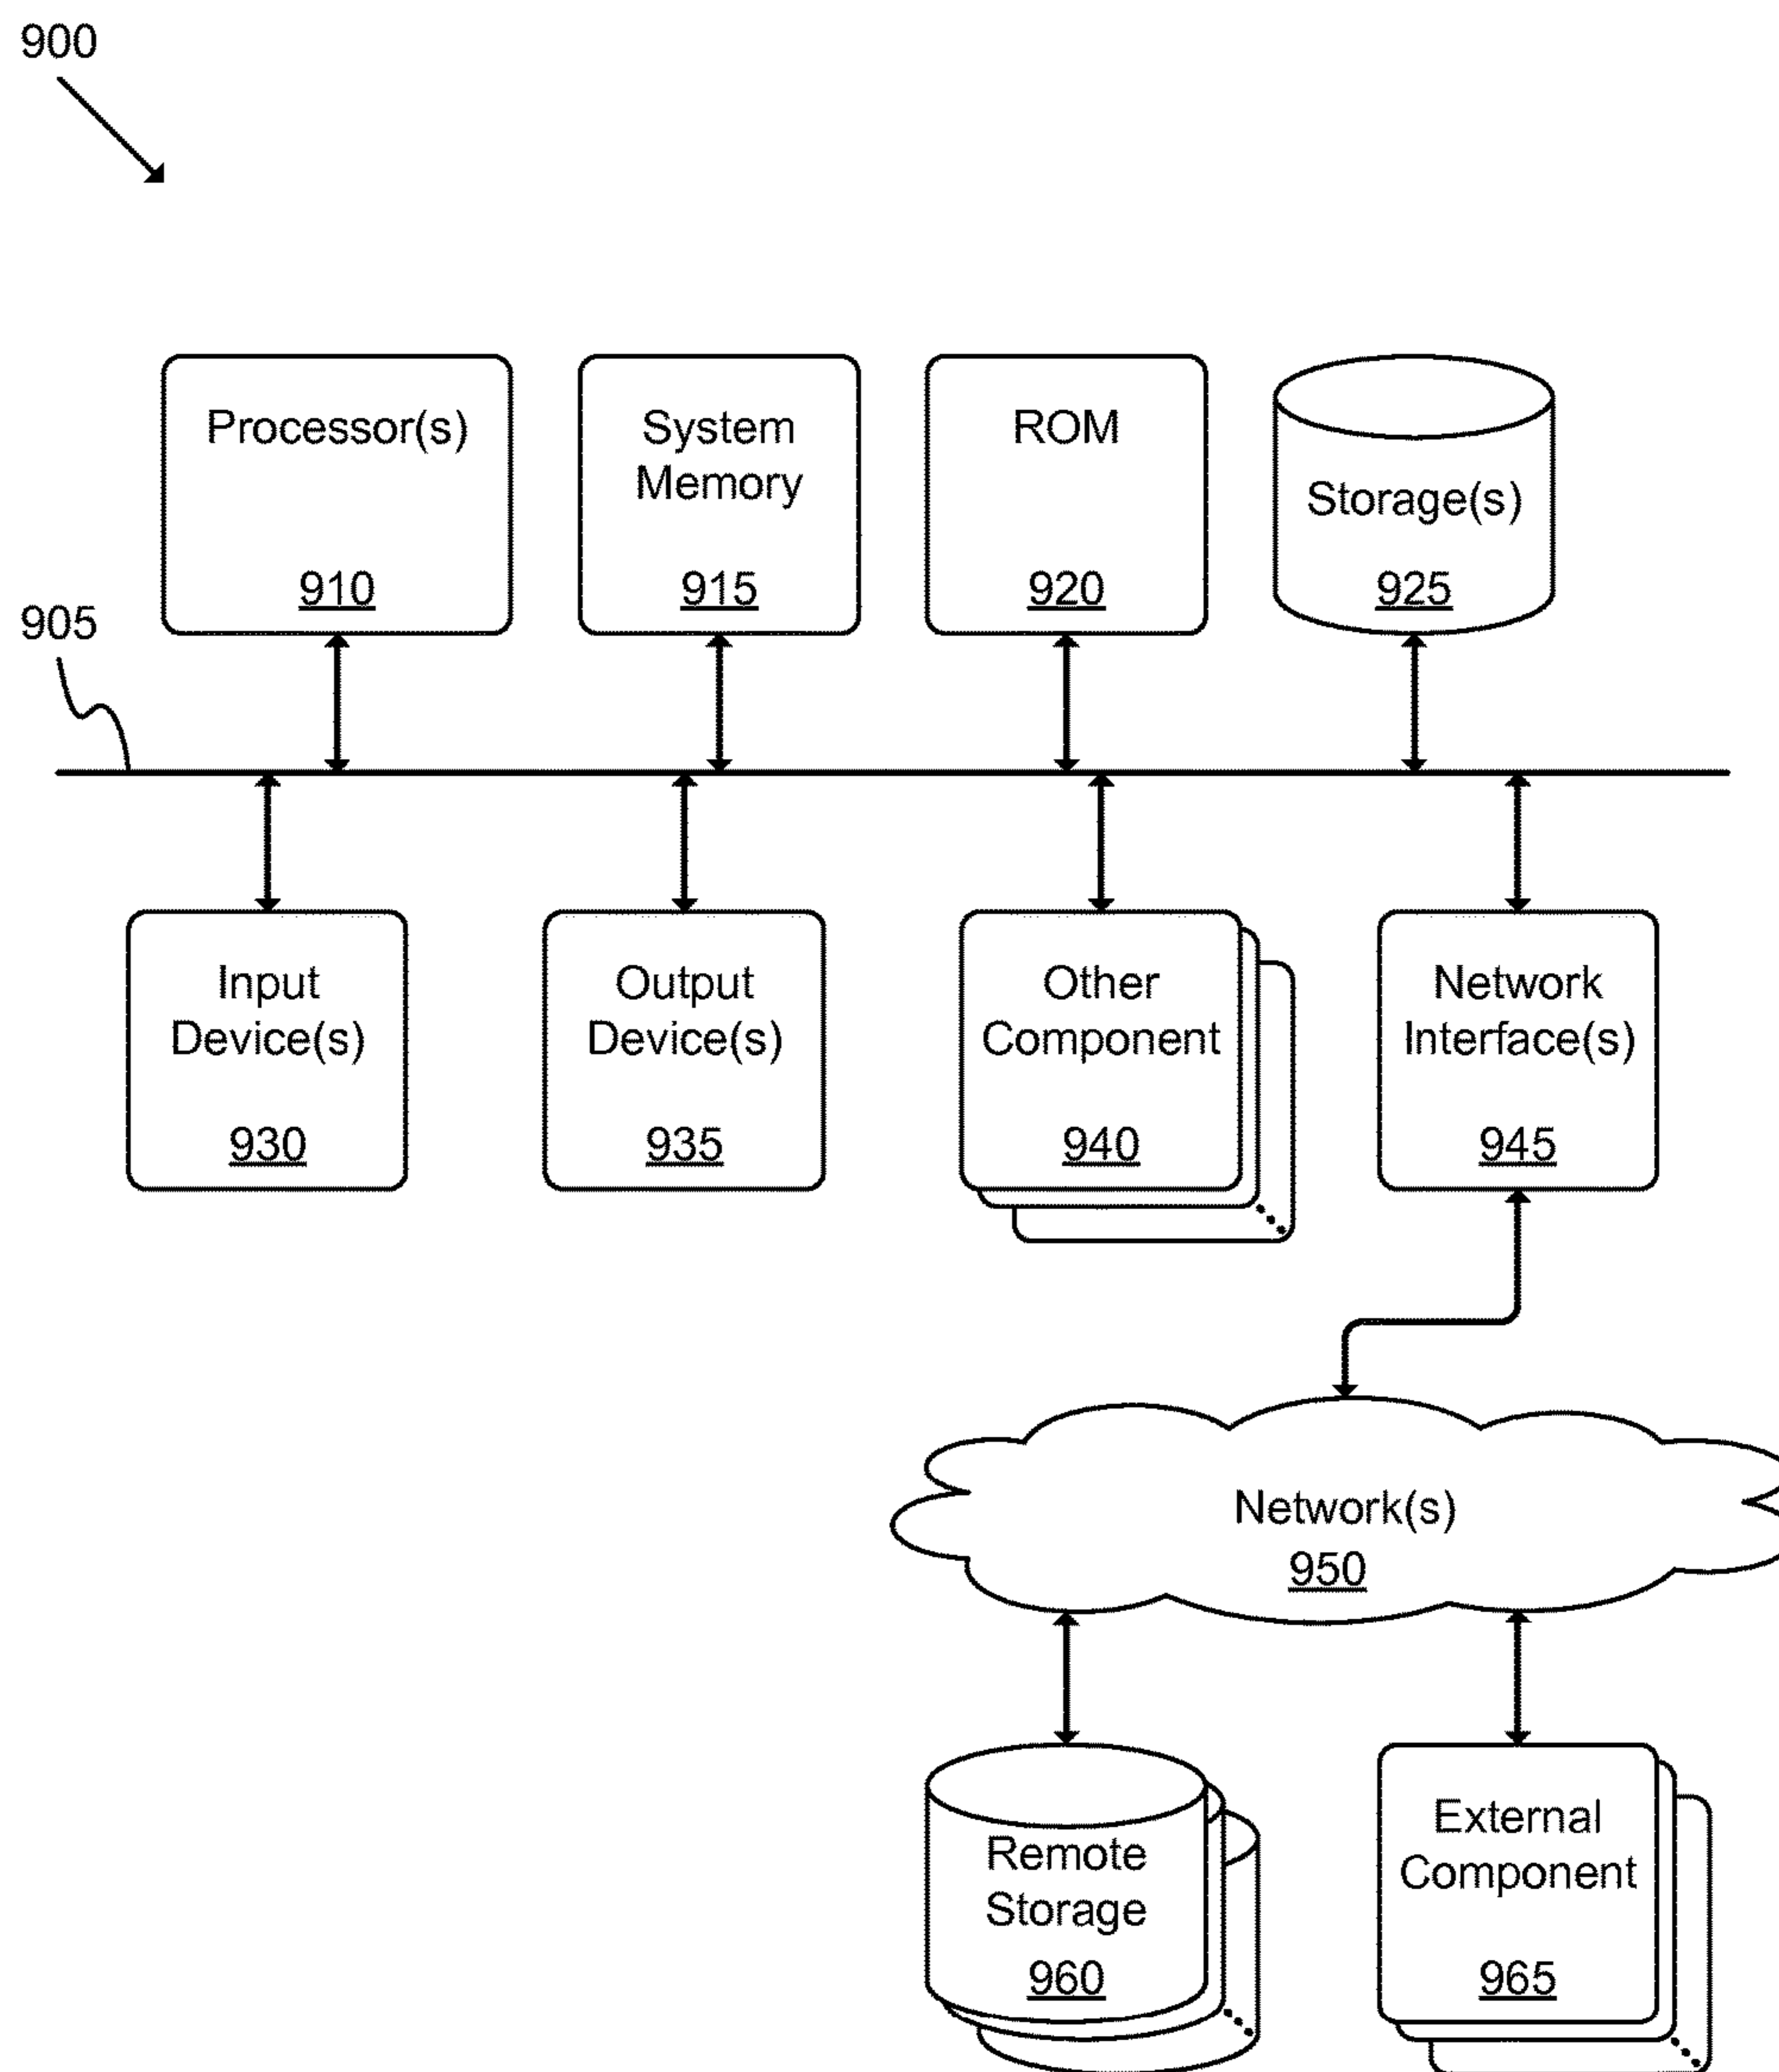 900
Processor(s)
910
System
Memory
915
ROM
920
Storage(s)
925
905
Input
Device(s)
930
Output
Device(s)
935
Other
Component
940
Network
Interface(s)
945
Network(s)
950
Remote
Storage
960
External
Component
965